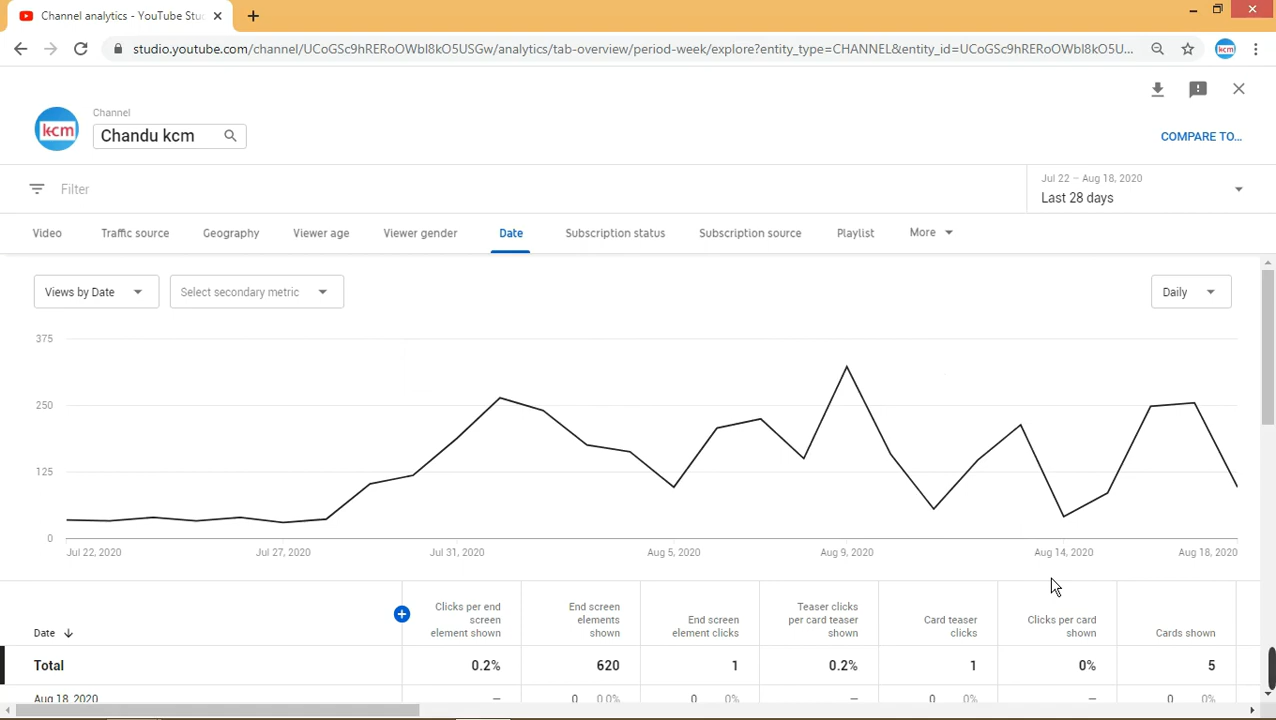 Channel analytics - YouTube Stu
studio.youtube.com/channel/UCoGSc9hRERoOWbI8kO5USGw/analytics/tab-overview/period-week/explore?entity_type=CHANNEL&entity_id=UCoGSc9hRERoOWbI8kO5U...
kcm
kcm
Channel
Chandu kcm
COMPARE TO...
Filter
Jul 22 – Aug 18, 2020
Last 28 days
Video Traffic source Geography Viewer age Viewer gender Date Subscription status Subscription source Playlist More
Views by Date Select secondary metric Daily
375
250
125
0
Jul 22, 2020 Jul 27, 2020 Jul 31, 2020 Aug 5, 2020 Aug 9, 2020 Aug 14, 2020 Aug 18, 2020
Date
Clicks per end screen element shown
End screen elements shown
End screen element clicks
Teaser clicks per card teaser shown
Card teaser clicks
Clicks per card shown
Cards shown
Total 0.2% 620 1 0.2% 1 0% 5
Aug 18, 2020 — 0 0.0% 0 0% — 0 0% — 0 0%